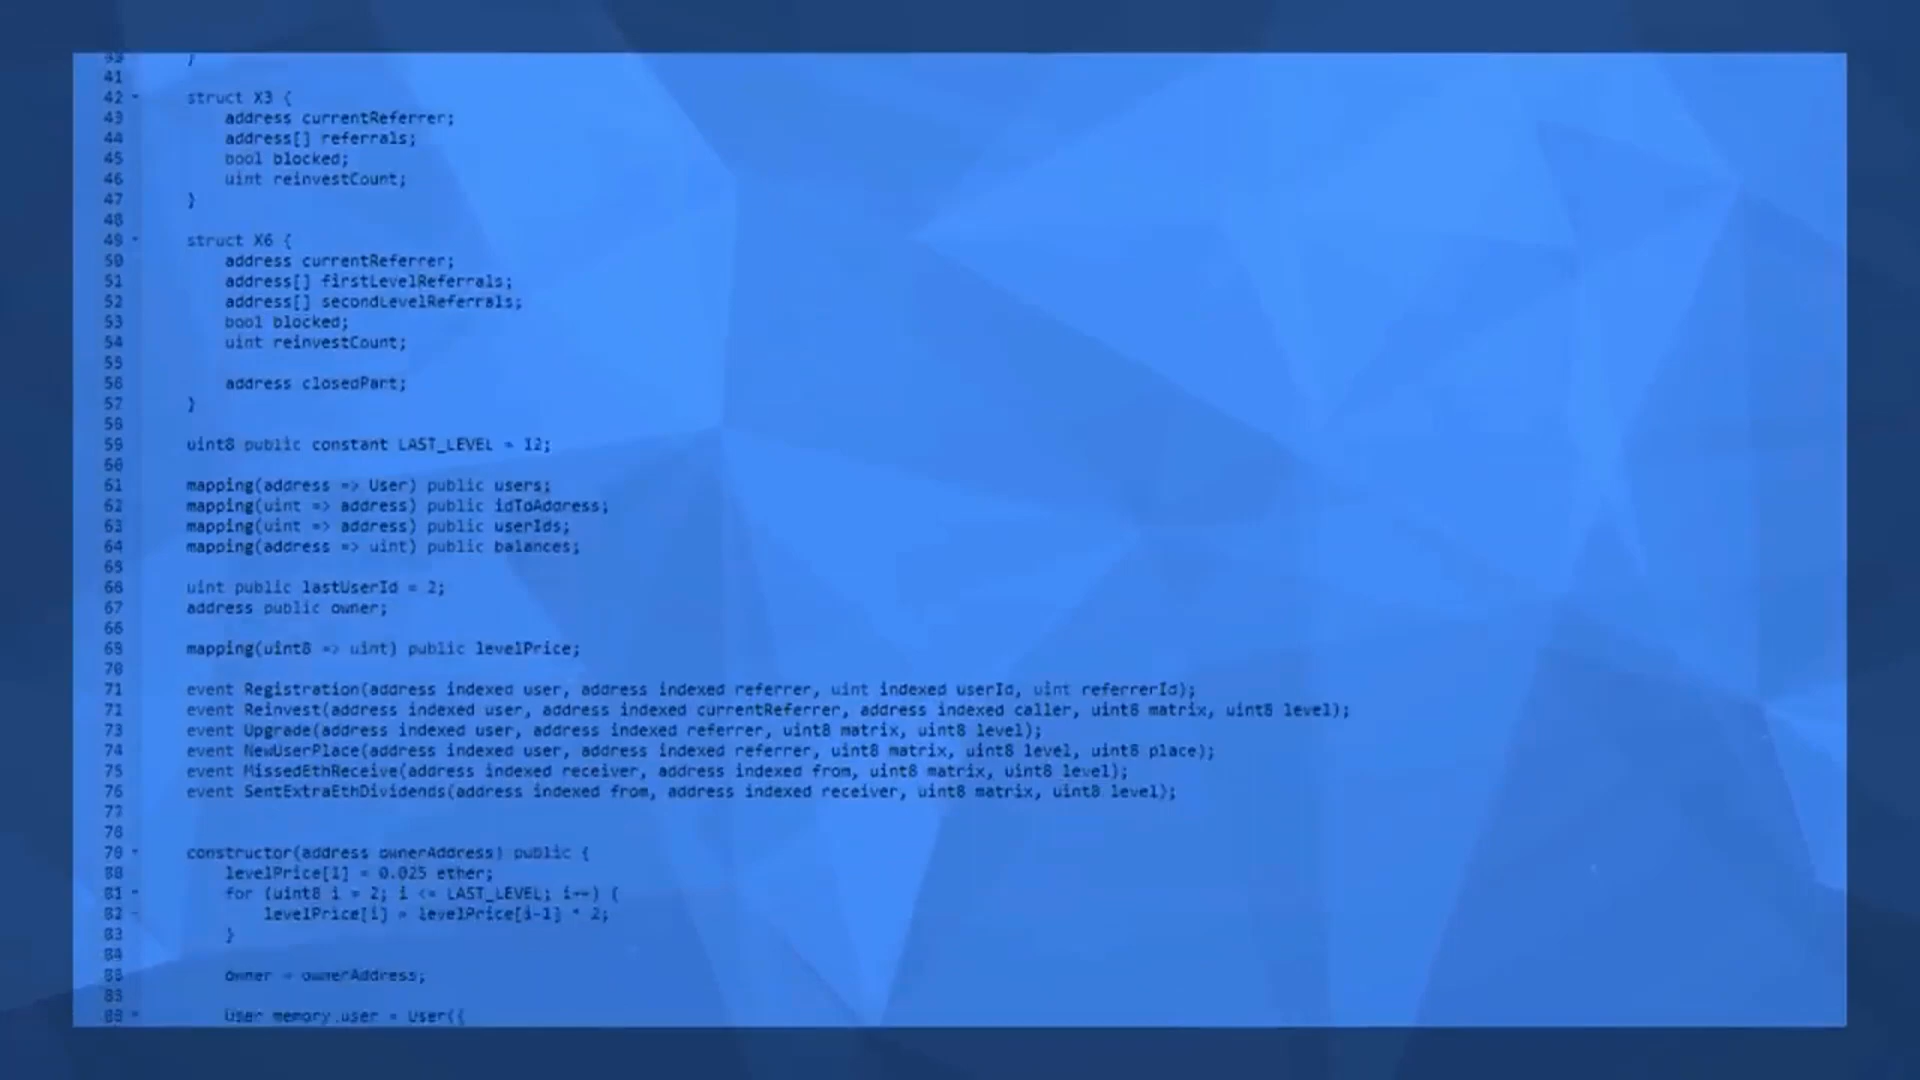 39 }
41
42 struct X3 {
43 address currentReferrer;
44 address[] referrals;
45 bool blocked;
46 uint reinvestCount;
47 }
48
49 struct X6 {
50 address currentReferrer;
51 address[] firstLevelReferrals;
52 address[] secondLevelReferrals;
53 bool blocked;
54 uint reinvestCount;
55
56 address closedPart;
57 }
58
59 uint8 public constant LAST_LEVEL = 12;
60
61 mapping(address => User) public users;
62 mapping(uint => address) public idToAddress;
63 mapping(uint => address) public userIds;
64 mapping(address => uint) public balances;
65
66 uint public lastUserId = 2;
67 address public owner;
68
69 mapping(uint8 => uint) public levelPrice;
70
71 event Registration(address indexed user, address indexed referrer, uint indexed userId, uint referrerId);
71 event Reinvest(address indexed user, address indexed currentReferrer, address indexed caller, uint8 matrix, uint8 level);
73 event Upgrade(address indexed user, address indexed referrer, uint8 matrix, uint8 level);
74 event NewUserPlace(address indexed user, address indexed referrer, uint8 matrix, uint8 level, uint8 place);
75 event MissedEthReceive(address indexed receiver, address indexed from, uint8 matrix, uint8 level);
76 event SentExtraEthDividends(address indexed from, address indexed receiver, uint8 matrix, uint8 level);
77
78
79 constructor(address ownerAddress) public {
80 levelPrice[1] = 0.025 ether;
81 for (uint8 i = 2; i <= LAST_LEVEL; i++) {
82 levelPrice[i] = levelPrice[i-1] * 2;
83 }
84
owner = ownerAddress;
User memory user = User({